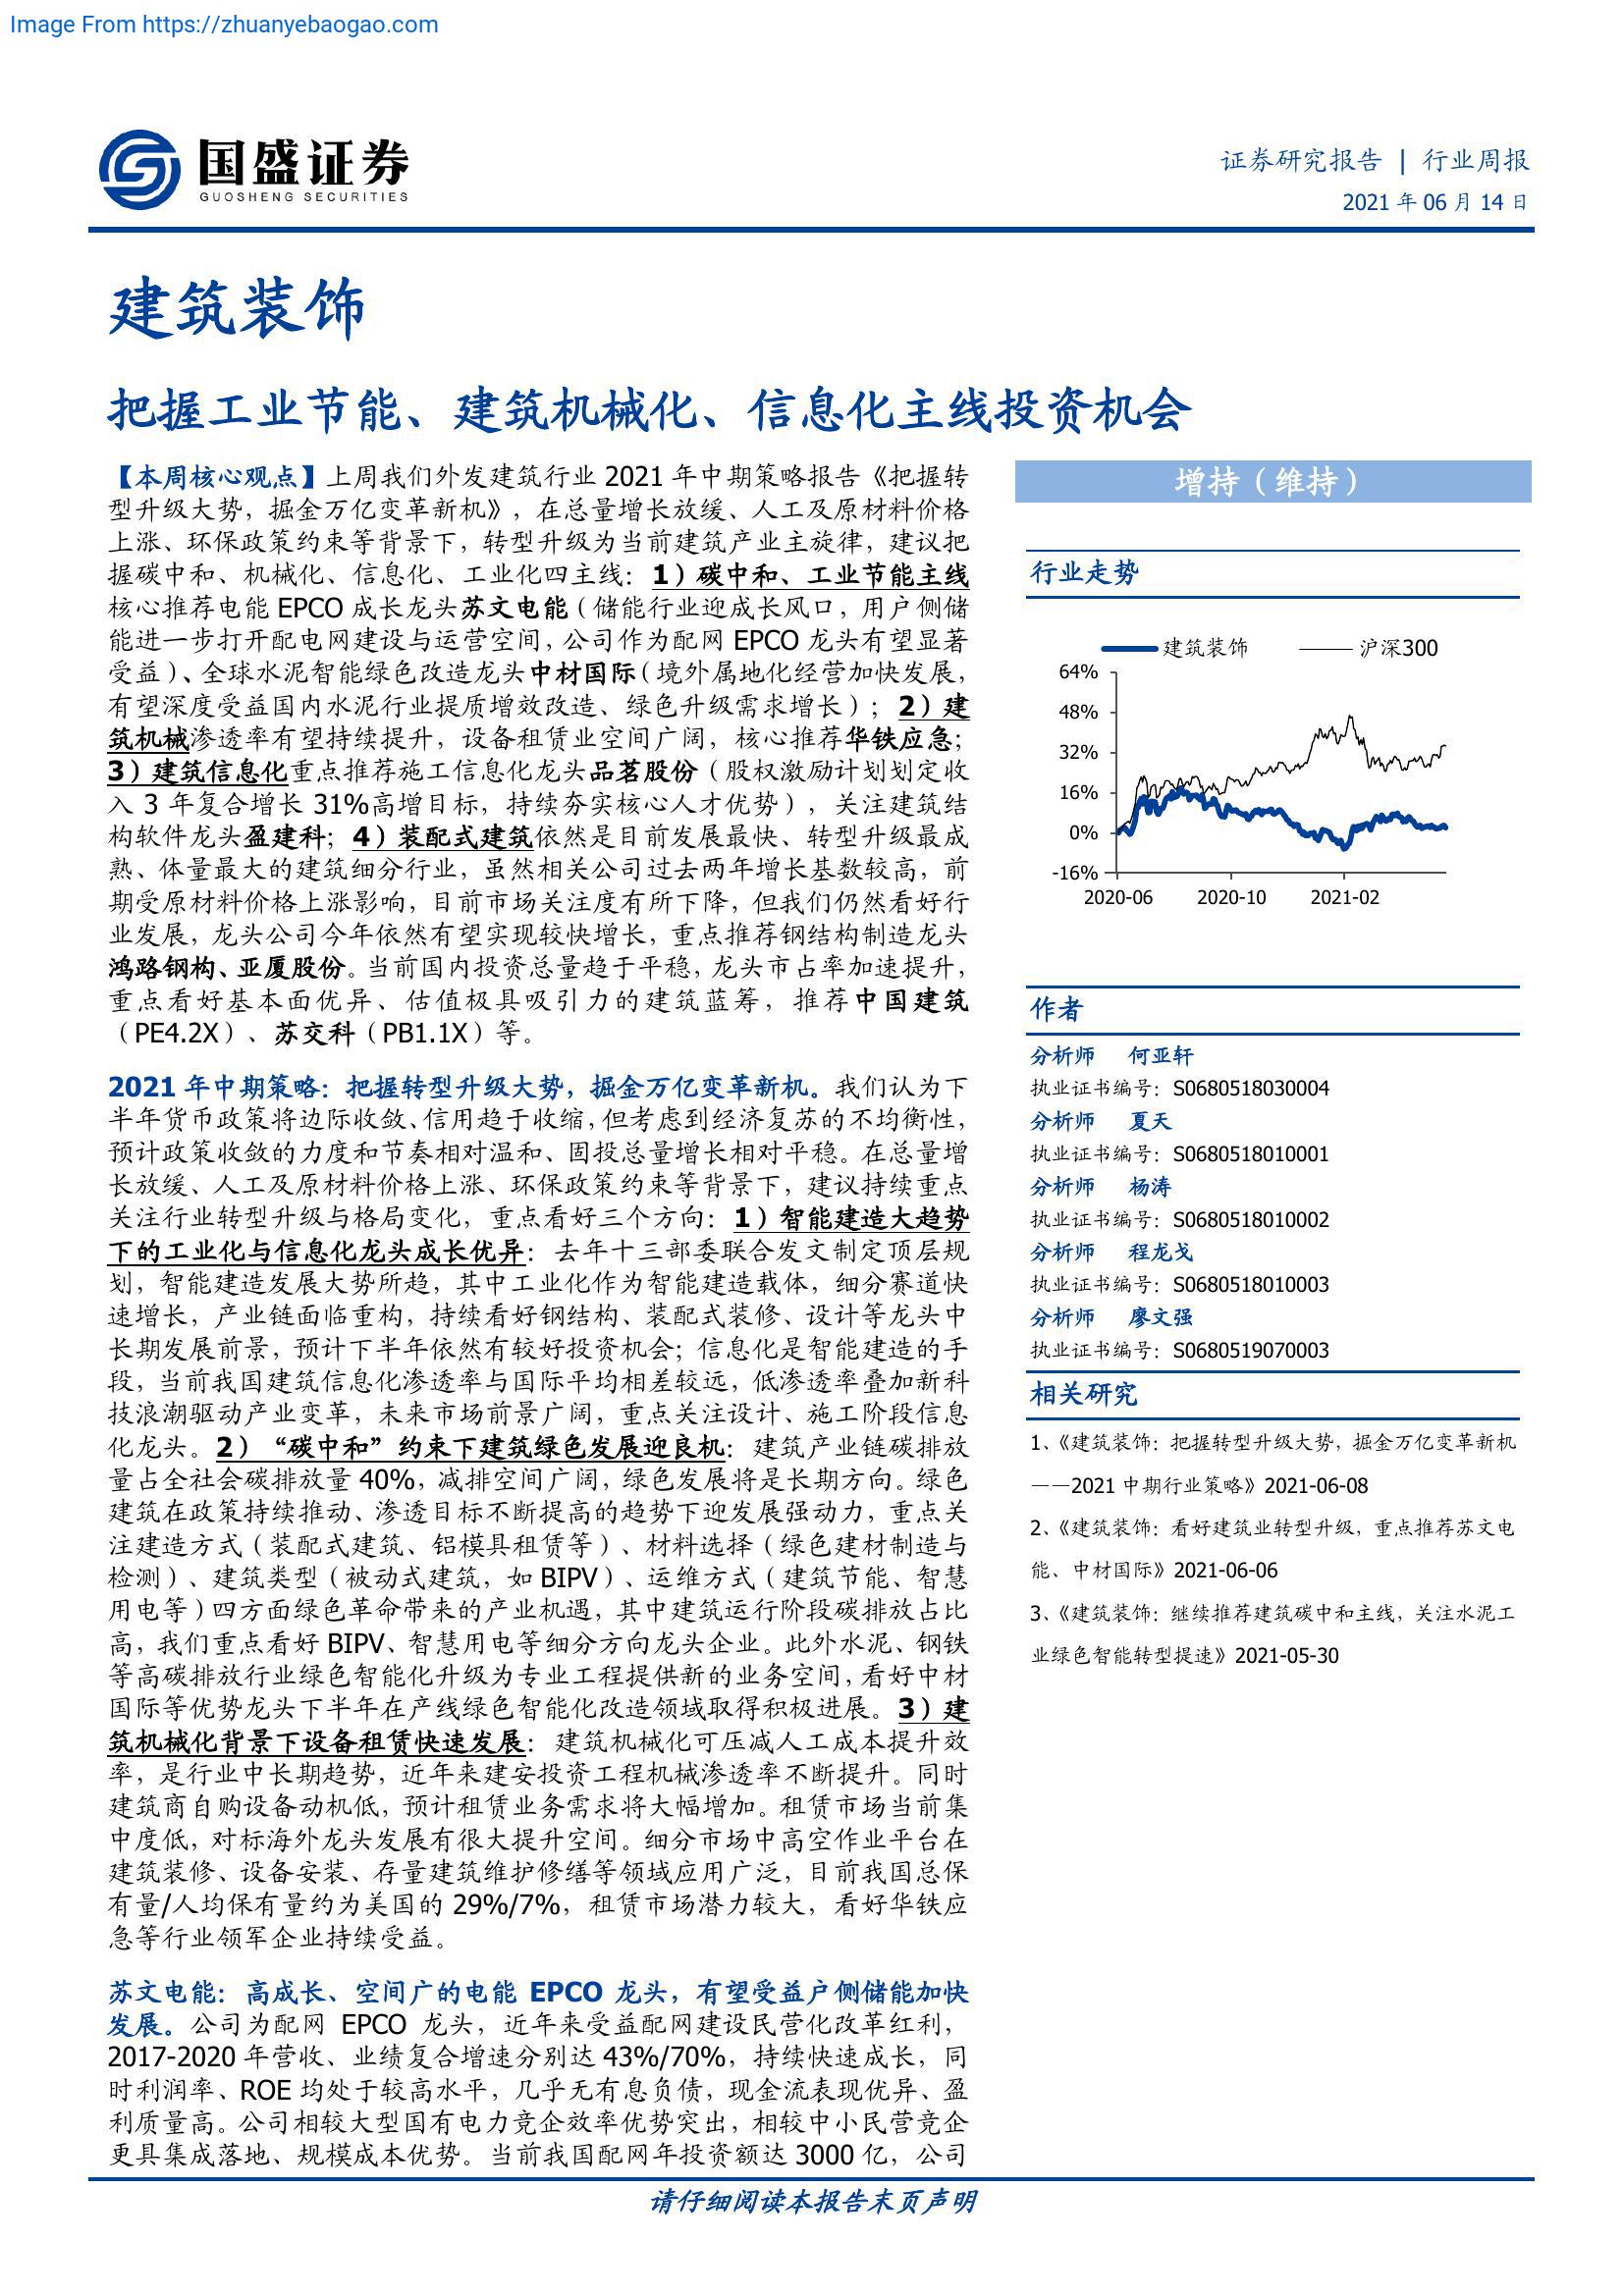 Image From https://zhuanyebaogao.com
国盛证券
GUOSHENG SECURITIES
证券研究报告 | 行业周报
2021 年 06 月 14 日
建筑装饰
把握工业节能、建筑机械化、信息化主线投资机会
【本周核心观点】上周我们外发建筑行业 2021 年中期策略报告《把握转
型升级大势，掘金万亿变革新机》，在总量增长放缓、人工及原材料价格
上涨、环保政策约束等背景下，转型升级为当前建筑产业主旋律，建议把
握碳中和、机械化、信息化、工业化四主线：1）碳中和、工业节能主线
核心推荐电能 EPCO 成长龙头苏文电能（储能行业迎成长风口，用户侧储
能进一步打开配电网建设与运营空间，公司作为配网 EPCO 龙头有望显著
受益）、全球水泥智能绿色改造龙头中材国际（境外属地化经营加快发展，
有望深度受益国内水泥行业提质增效改造、绿色升级需求增长）；2）建
筑机械渗透率有望持续提升，设备租赁业空间广阔，核心推荐华铁应急；
3）建筑信息化重点推荐施工信息化龙头品茗股份（股权激励计划划定收
入 3 年复合增长 31%高增目标，持续夯实核心人才优势），关注建筑结
构软件龙头盈建科；4）装配式建筑依然是目前发展最快、转型升级最成
熟、体量最大的建筑细分行业，虽然相关公司过去两年增长基数较高，前
期受原材料价格上涨影响，目前市场关注度有所下降，但我们仍然看好行
业发展，龙头公司今年依然有望实现较快增长，重点推荐钢结构制造龙头
鸿路钢构、亚厦股份。当前国内投资总量趋于平稳，龙头市占率加速提升，
重点看好基本面优异、估值极具吸引力的建筑蓝筹，推荐中国建筑
（PE4.2X）、苏交科（PB1.1X）等。
2021 年中期策略：把握转型升级大势，掘金万亿变革新机。我们认为下
半年货币政策将边际收敛、信用趋于收缩，但考虑到经济复苏的不均衡性，
预计政策收敛的力度和节奏相对温和、固投总量增长相对平稳。在总量增
长放缓、人工及原材料价格上涨、环保政策约束等背景下，建议持续重点
关注行业转型升级与格局变化，重点看好三个方向：1）智能建造大趋势
下的工业化与信息化龙头成长优异：去年十三部委联合发文制定顶层规
划，智能建造发展大势所趋，其中工业化作为智能建造载体，细分赛道快
速增长，产业链面临重构，持续看好钢结构、装配式装修、设计等龙头中
长期发展前景，预计下半年依然有较好投资机会；信息化是智能建造的手
段，当前我国建筑信息化渗透率与国际平均相差较远，低渗透率叠加新科
技浪潮驱动产业变革，未来市场前景广阔，重点关注设计、施工阶段信息
化龙头。2）“碳中和”约束下建筑绿色发展迎良机：建筑产业链碳排放
量占全社会碳排放量 40%，减排空间广阔，绿色发展将是长期方向。绿色
建筑在政策持续推动、渗透目标不断提高的趋势下迎发展强动力，重点关
注建造方式（装配式建筑、铝模具租赁等）、材料选择（绿色建材制造与
检测）、建筑类型（被动式建筑，如 BIPV）、运维方式（建筑节能、智慧
用电等）四方面绿色革命带来的产业机遇，其中建筑运行阶段碳排放占比
高，我们重点看好 BIPV、智慧用电等细分方向龙头企业。此外水泥、钢铁
等高碳排放行业绿色智能化升级为专业工程提供新的业务空间，看好中材
国际等优势龙头下半年在产线绿色智能化改造领域取得积极进展。3）建
筑机械化背景下设备租赁快速发展：建筑机械化可压减人工成本提升效
率，是行业中长期趋势，近年来建安投资工程机械渗透率不断提升。同时
建筑商自购设备动机低，预计租赁业务需求将大幅增加。租赁市场当前集
中度低，对标海外龙头发展有很大提升空间。细分市场中高空作业平台在
建筑装修、设备安装、存量建筑维护修缮等领域应用广泛，目前我国总保
有量/人均保有量约为美国的 29%/7%，租赁市场潜力较大，看好华铁应
急等行业领军企业持续受益。
苏文电能：高成长、空间广的电能 EPCO 龙头，有望受益户侧储能加快
发展。公司为配网 EPCO 龙头，近年来受益配网建设民营化改革红利，
2017-2020 年营收、业绩复合增速分别达 43%/70%，持续快速成长，同
时利润率、ROE 均处于较高水平，几乎无有息负债，现金流表现优异、盈
利质量高。公司相较大型国有电力竞企效率优势突出，相较中小民营竞企
更具集成落地、规模成本优势。当前我国配网年投资额达 3000 亿，公司
增持（维持）
行业走势
建筑装饰 沪深300
64%
48%
32%
16%
0%
-16%
2020-06 2020-10 2021-02
作者
分析师 何亚轩
执业证书编号：S0680518030004
分析师 夏天
执业证书编号：S0680518010001
分析师 杨涛
执业证书编号：S0680518010002
分析师 程龙戈
执业证书编号：S0680518010003
分析师 廖文强
执业证书编号：S0680519070003
相关研究
1、《建筑装饰：把握转型升级大势，掘金万亿变革新机
——2021 中期行业策略》2021-06-08
2、《建筑装饰：看好建筑业转型升级，重点推荐苏文电
能、中材国际》2021-06-06
3、《建筑装饰：继续推荐建筑碳中和主线，关注水泥工
业绿色智能转型提速》2021-05-30
请仔细阅读本报告末页声明